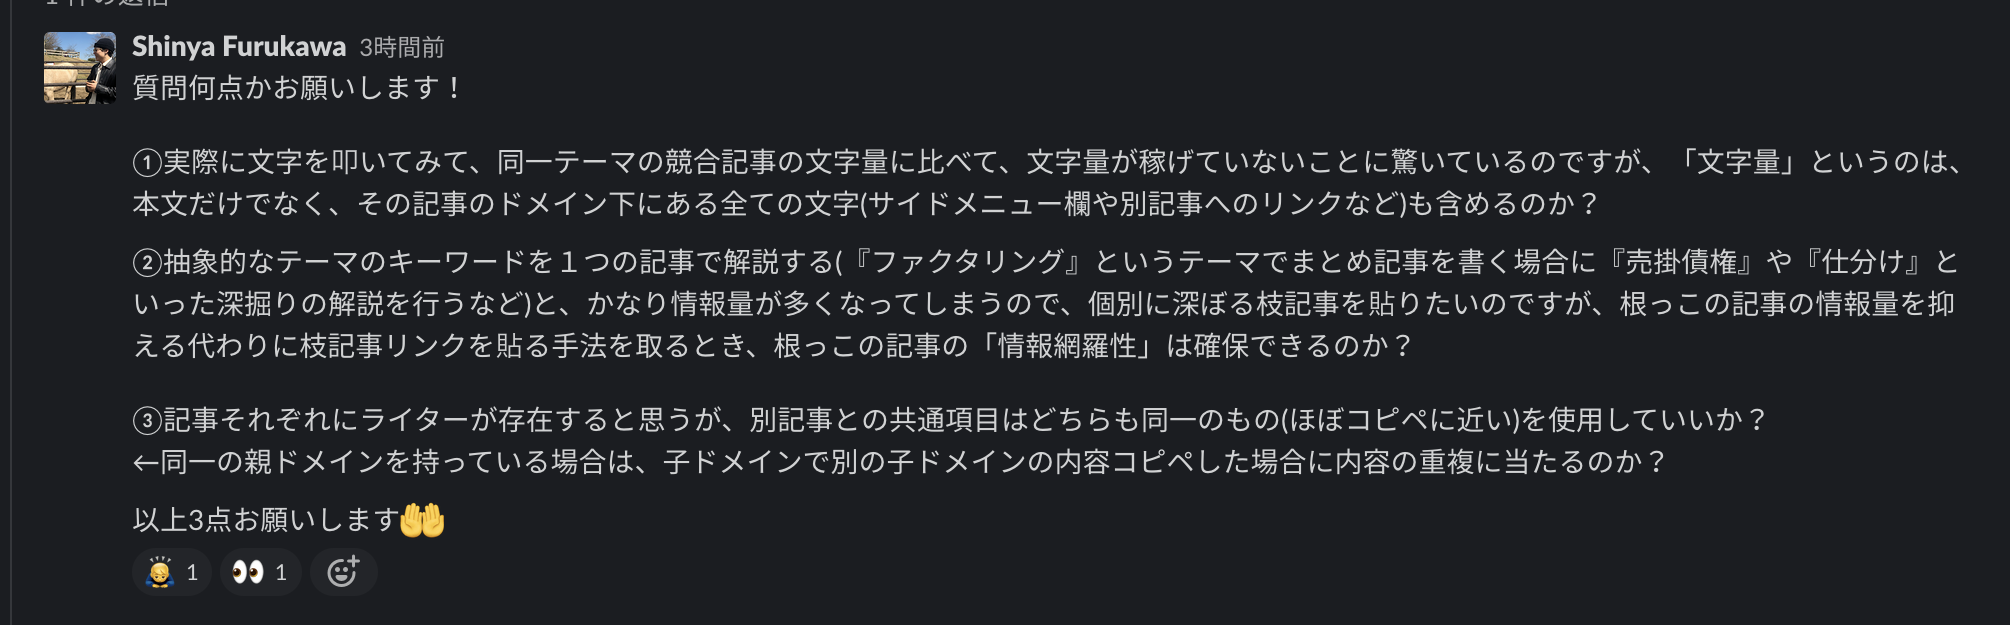 Shinya Furukawa 3時間前
質問何点かお願いします！
①実際に文字を叩いてみて、同一テーマの競合記事の文字量に比べて、文字量が稼げていないことに驚いているのですが、「文字量」というのは、
本文だけでなく、その記事のドメイン下にある全ての文字(サイドメニュー欄や別記事へのリンクなど)も含めるのか？
②抽象的なテーマのキーワードを１つの記事で解説する(『ファクタリング』というテーマでまとめ記事を書く場合に『売掛債権』や『仕分け』と
いった深掘りの解説を行うなど)と、かなり情報量が多くなってしまうので、個別に深ぼる枝記事を貼りたいのですが、根っこの記事の情報量を抑
える代わりに枝記事リンクを貼る手法を取るとき、根っこの記事の「情報網羅性」は確保できるのか？
③記事それぞれにライターが存在すると思うが、別記事との共通項目はどちらも同一のもの(ほぼコピペに近い)を使用していいか？
←同一の親ドメインを持っている場合は、子ドメインで別の子ドメインの内容コピペした場合に内容の重複に当たるのか？
以上3点お願いします
1 1